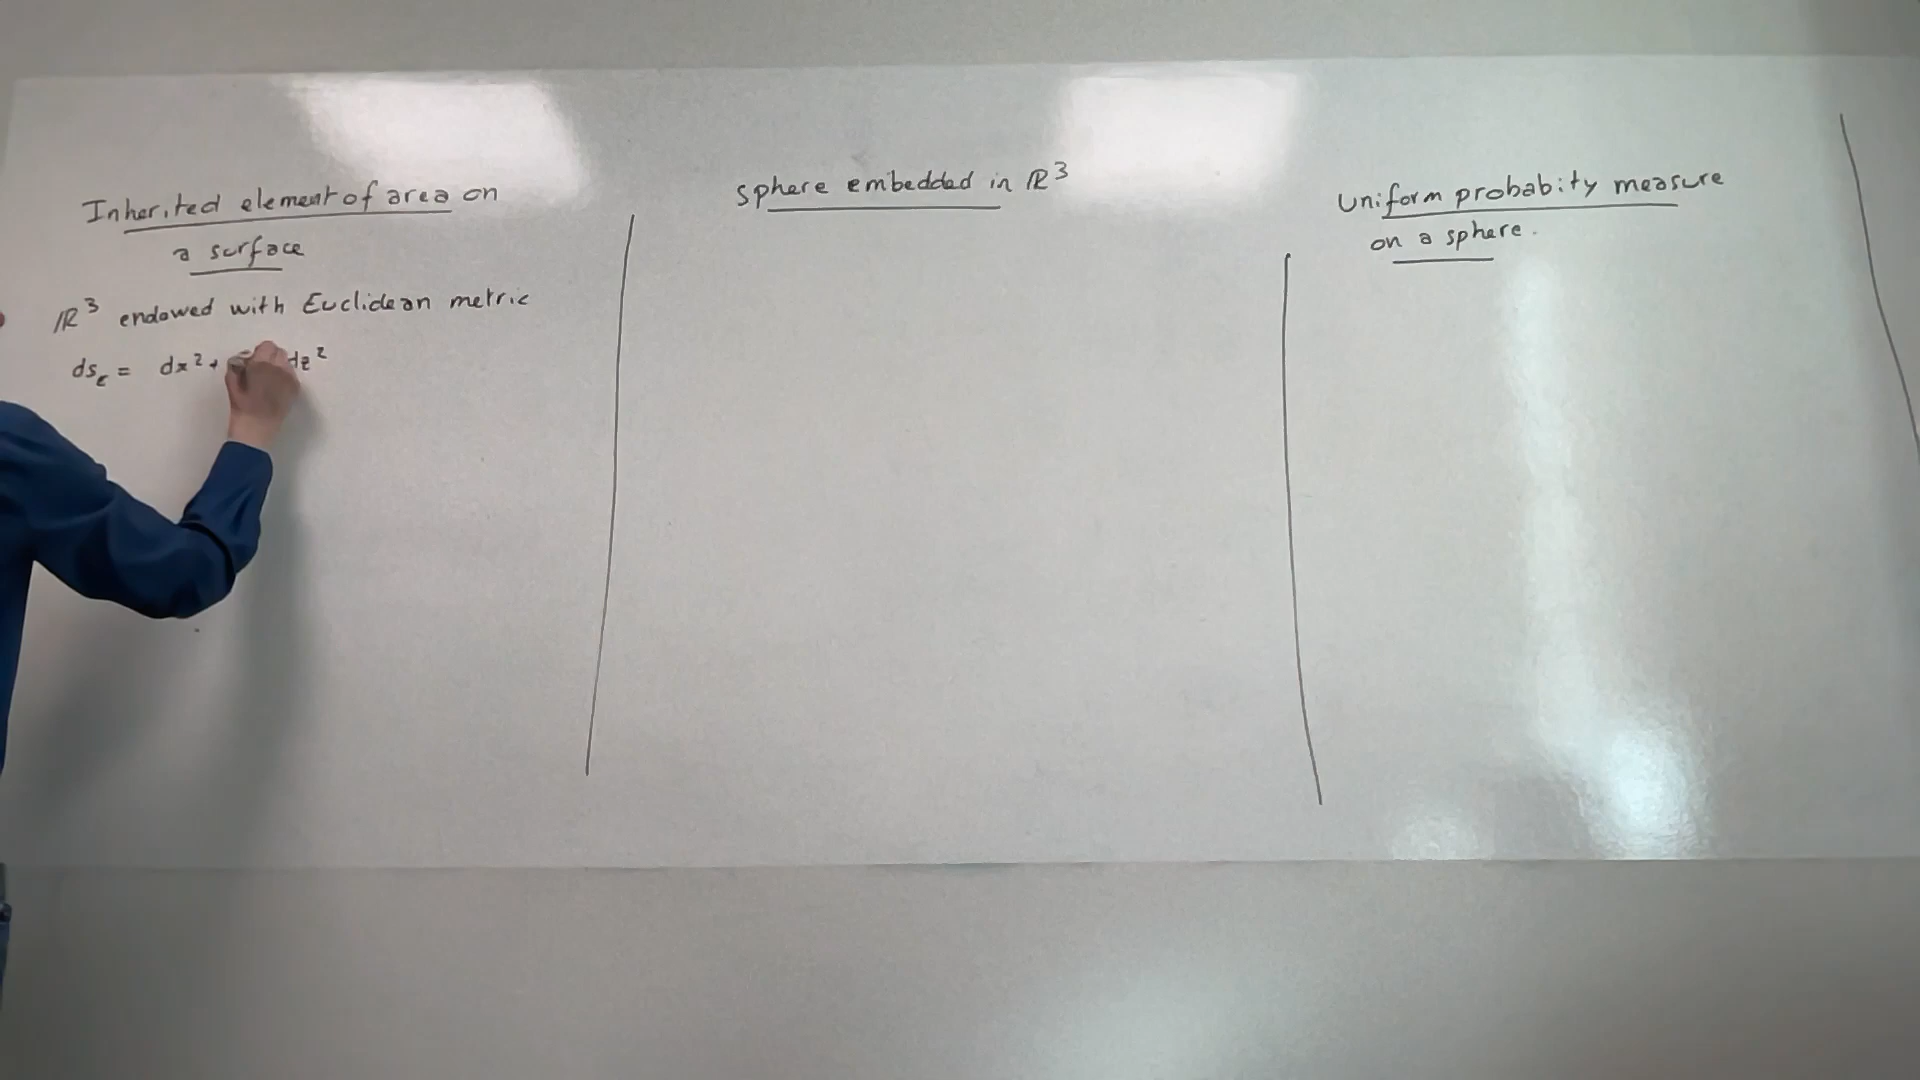 Inherited element of area on
a surface
ℝ³ endowed with Euclidean metric
ds_E = dx² + dz²
Sphere embedded in ℝ³
Uniform probabity measure
on a sphere.